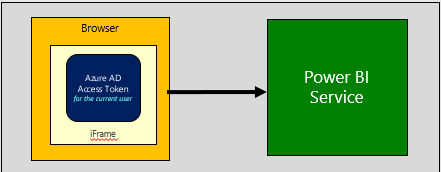 Browser
Azure AD
Access Token
for the current user
iFrame
Power BI
Service